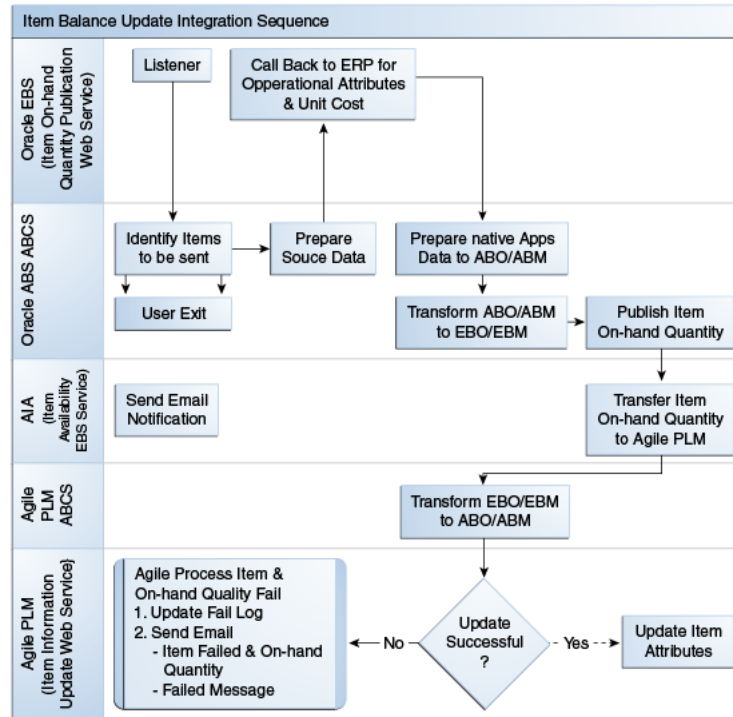 Item Balance Update Integration Sequence
Oracle EBS
(Item On-hand
Quantity Publication
Web Service)
Listener
Call Back to ERP for
Opperational Attributes
& Unit Cost
Oracle ABS ABCS
Identify Items
to be sent
Prepare
Souce Data
Prepare native Apps
Data to ABO/ABM
User Exit
Transform ABO/ABM
to EBO/EBM
Publish Item
On-hand Quantity
AIA
(Item
Availability
EBS Service)
Send Email
Notification
Transfer Item
On-hand Quantity
to Agile PLM
Agile
PLM
ABCS
Transform EBO/EBM
to ABO/ABM
Agile PLM
(Item Information
Update Web Service}
Agile Process Item &
On-hand Quality Fail
1. Update Fail Log
2. Send Email
- Item Failed & On-hand
Quantity
- Failed Message
No
Update
Successful
?
Yes
Update Item
Attributes